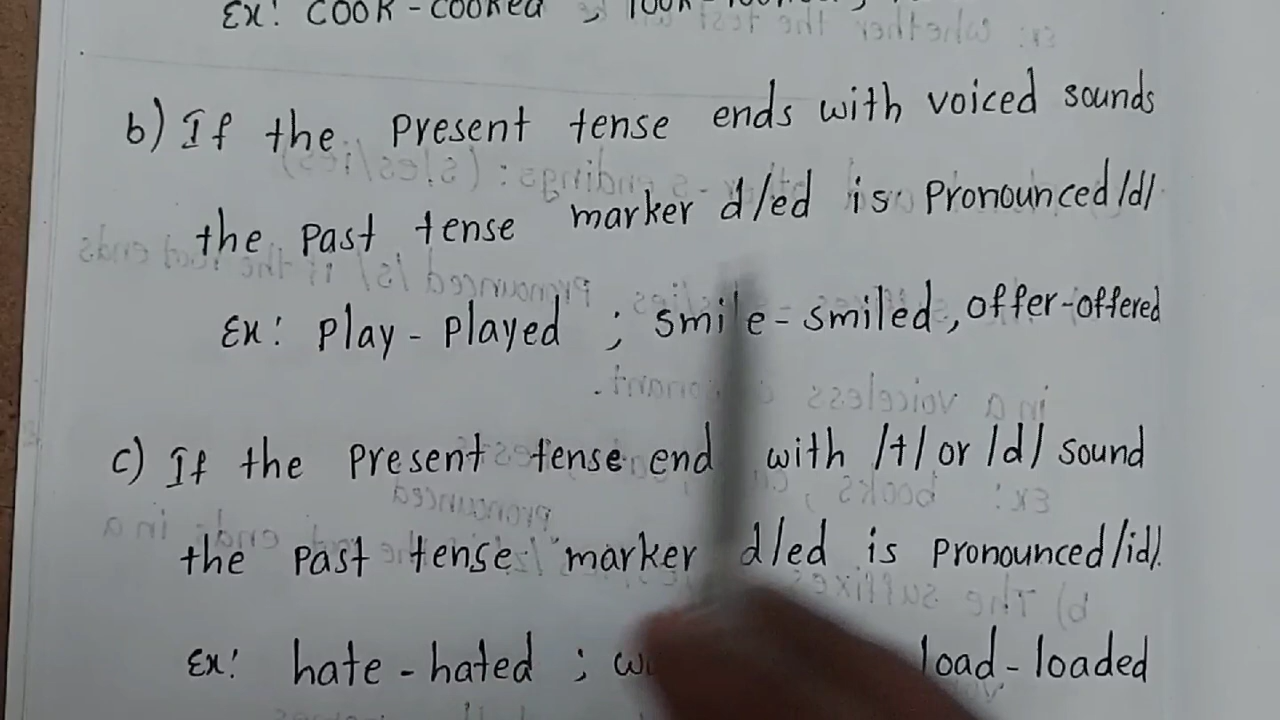 Ex: cook - cooked ;
b) If the present tense ends with voiced sounds
the past tense marker d/ed is pronounced /d/
Ex: play - played ; smile - smiled, offer-offered
c) If the present tense end with /t/ or /d/ sound
the past tense marker d/ed is pronounced /id/.
Ex: hate - hated ; load - loaded